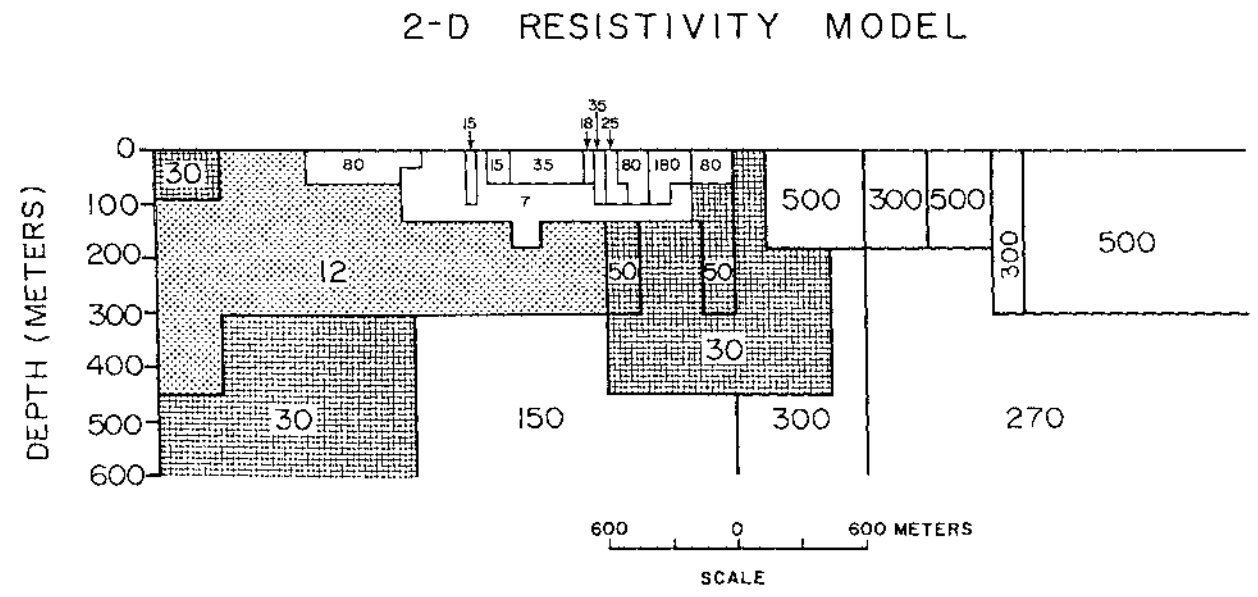 2-D RESISTIVITY MODEL
35
15 18 25
0
30 80 15 35 80 180 80
DEPTH (METERS)
100 7 500 300 500
200
12 50 50 300 500
300
30
400
30 150 300 270
500
600
600 0 600 METERS
SCALE